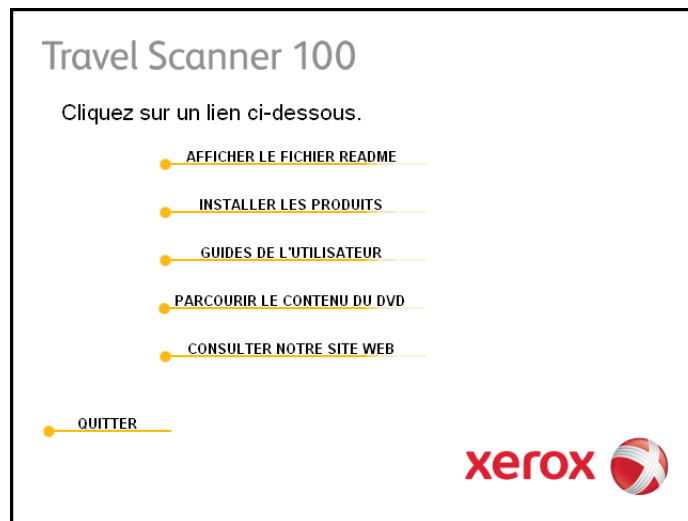 Travel Scanner 100
Cliquez sur un lien ci-dessous.
AFFICHER LE FICHIER README
INSTALLER LES PRODUITS
GUIDES DE L'UTILISATEUR
PARCOURIR LE CONTENU DU DVD
CONSULTER NOTRE SITE WEB
QUITTER
xerox